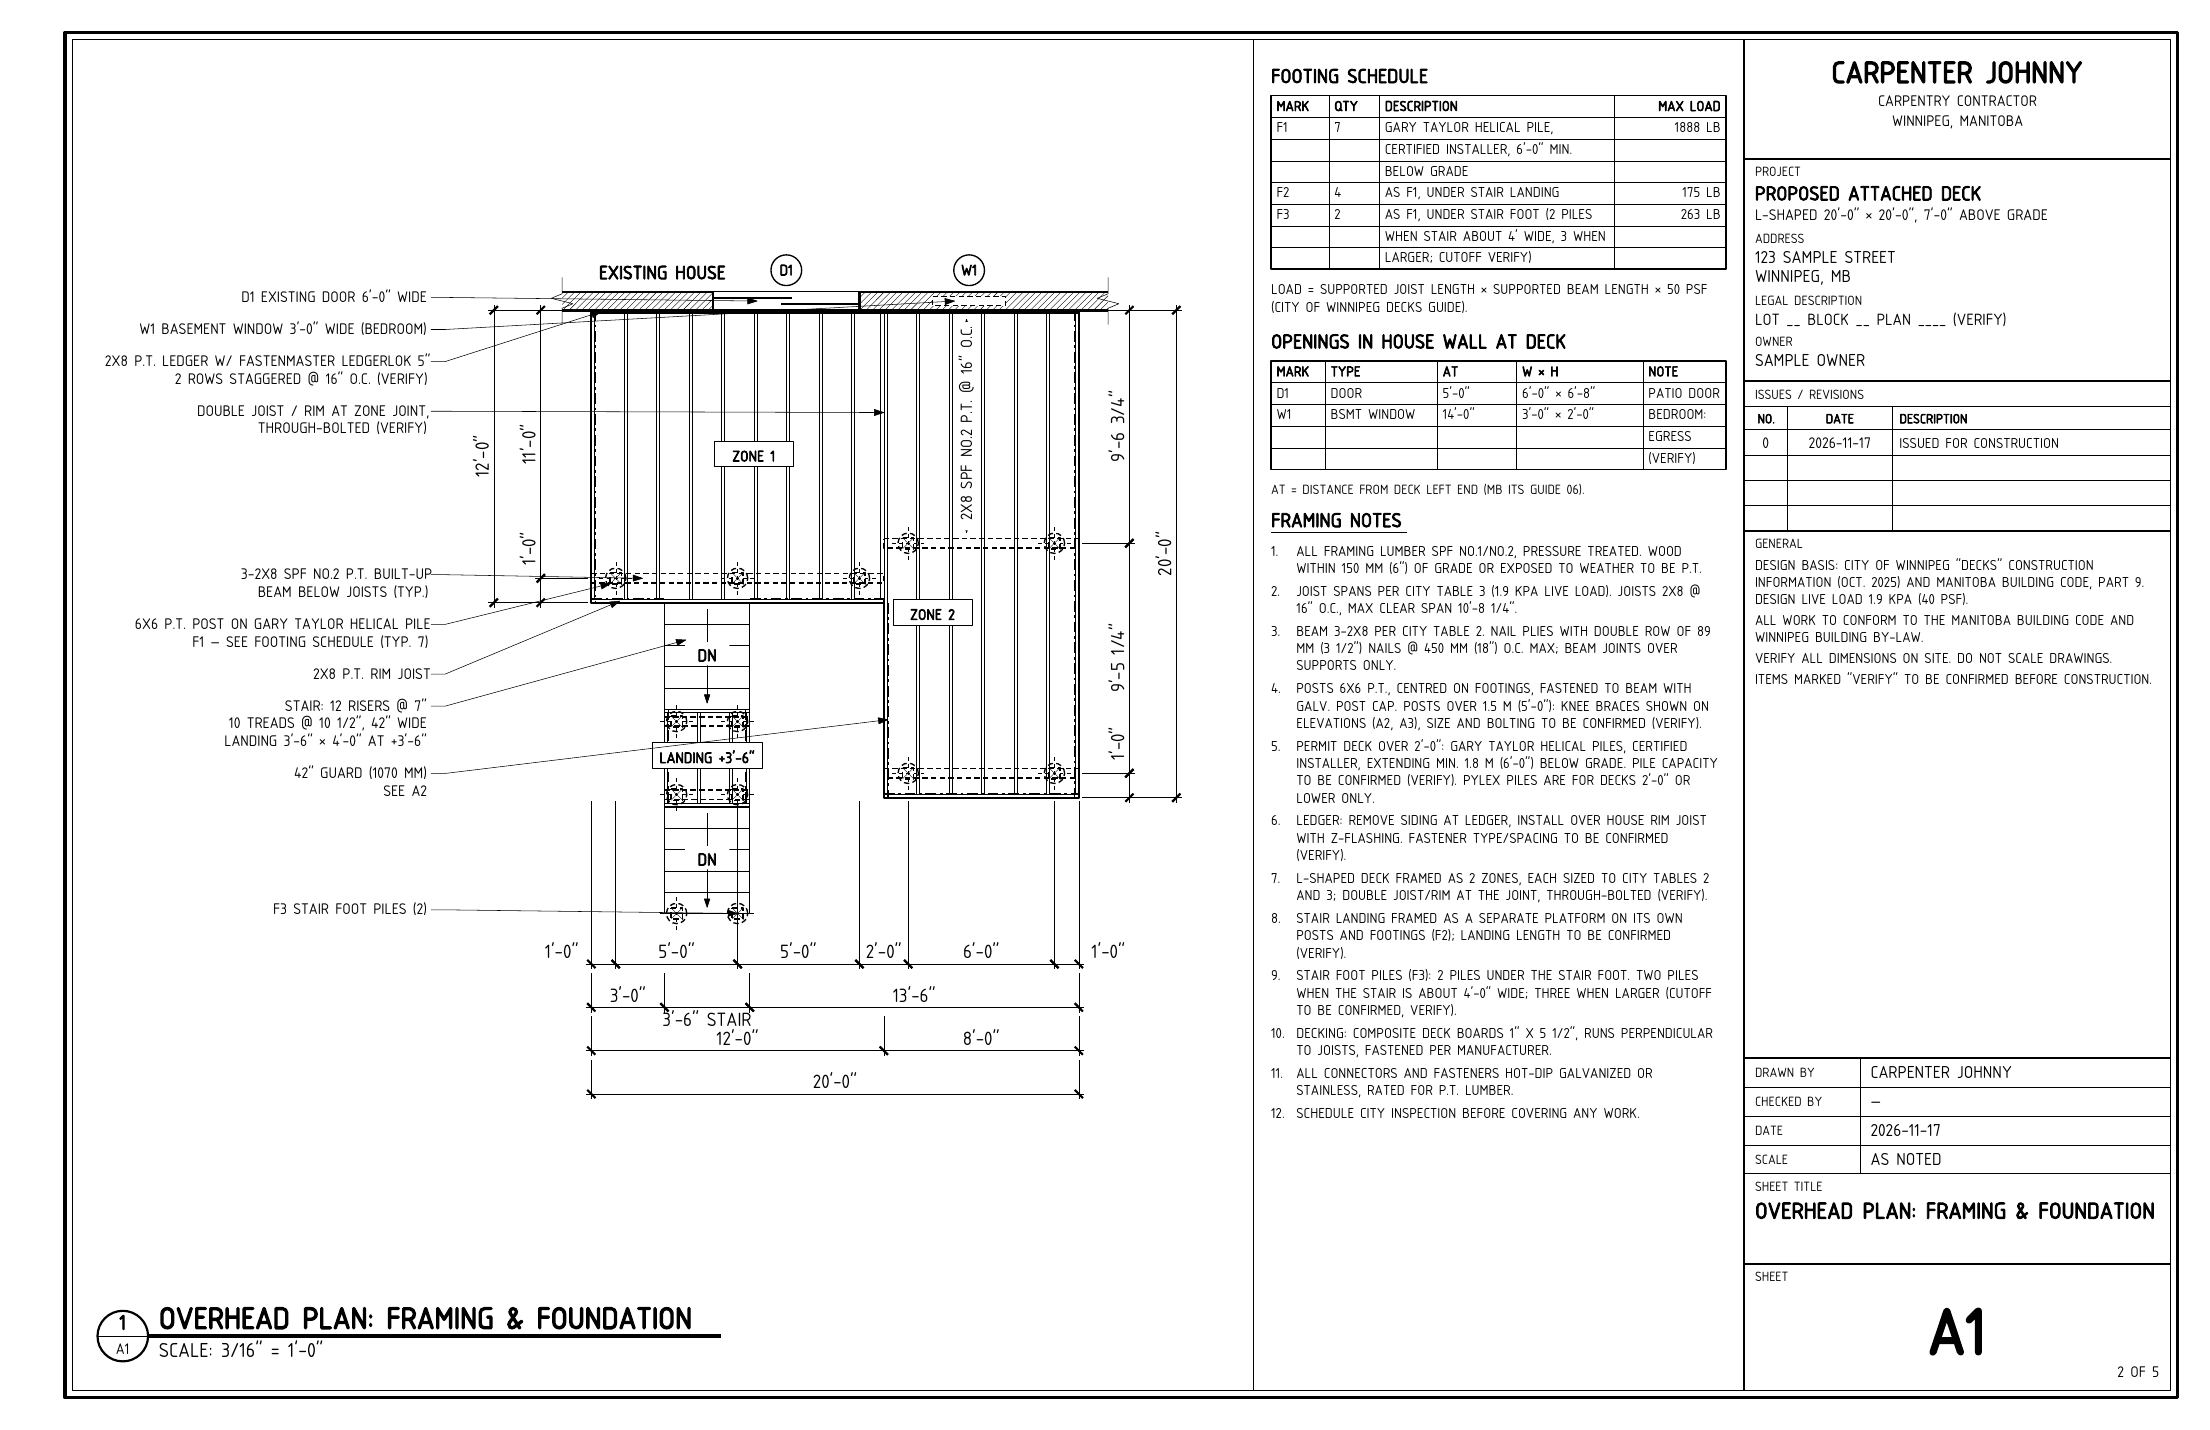 EXISTING HOUSE
D1
W1
D1 EXISTING DOOR 6'-0" WIDE
W1 BASEMENT WINDOW 3'-0" WIDE (BEDROOM)
2X8 P.T. LEDGER W/ FASTENMASTER LEDGERLOK 5"
2 ROWS STAGGERED @ 16" O.C. (VERIFY)
DOUBLE JOIST / RIM AT ZONE JOINT,
THROUGH-BOLTED (VERIFY)
3-2X8 SPF NO.2 P.T. BUILT-UP
BEAM BELOW JOISTS (TYP.)
6X6 P.T. POST ON GARY TAYLOR HELICAL PILE
F1 – SEE FOOTING SCHEDULE (TYP. 7)
2X8 P.T. RIM JOIST
STAIR: 12 RISERS @ 7"
10 TREADS @ 10 1/2", 42" WIDE
LANDING 3'-6" × 4'-0" AT +3'-6"
42" GUARD (1070 MM)
SEE A2
F3 STAIR FOOT PILES (2)
12'-0"
11'-0"
1'-0"
ZONE 1
2X8 SPF NO.2 P.T. @ 16" O.C.
ZONE 2
9'-6 3/4"
9'-5 1/4"
1'-0"
20'-0"
DN
LANDING +3'-6"
DN
1'-0"
5'-0"
5'-0"
2'-0"
6'-0"
1'-0"
3'-0"
13'-6"
3'-6" STAIR
12'-0"
8'-0"
20'-0"
1
A1
OVERHEAD PLAN: FRAMING & FOUNDATION
SCALE: 3/16" = 1'-0"
FOOTING SCHEDULE
MARK QTY DESCRIPTION MAX LOAD
F1 7 GARY TAYLOR HELICAL PILE, 1888 LB
CERTIFIED INSTALLER, 6'-0" MIN.
BELOW GRADE
F2 4 AS F1, UNDER STAIR LANDING 175 LB
F3 2 AS F1, UNDER STAIR FOOT (2 PILES 263 LB
WHEN STAIR ABOUT 4' WIDE, 3 WHEN
LARGER; CUTOFF VERIFY)
LOAD = SUPPORTED JOIST LENGTH × SUPPORTED BEAM LENGTH × 50 PSF
(CITY OF WINNIPEG DECKS GUIDE).
OPENINGS IN HOUSE WALL AT DECK
MARK TYPE AT W × H NOTE
D1 DOOR 5'-0" 6'-0" × 6'-8" PATIO DOOR
W1 BSMT WINDOW 14'-0" 3'-0" × 2'-0" BEDROOM:
EGRESS
(VERIFY)
AT = DISTANCE FROM DECK LEFT END (MB ITS GUIDE 06).
FRAMING NOTES
1. ALL FRAMING LUMBER SPF NO.1/NO.2, PRESSURE TREATED. WOOD
WITHIN 150 MM (6") OF GRADE OR EXPOSED TO WEATHER TO BE P.T.
2. JOIST SPANS PER CITY TABLE 3 (1.9 KPA LIVE LOAD). JOISTS 2X8 @
16" O.C., MAX CLEAR SPAN 10'-8 1/4".
3. BEAM 3-2X8 PER CITY TABLE 2. NAIL PLIES WITH DOUBLE ROW OF 89
MM (3 1/2") NAILS @ 450 MM (18") O.C. MAX; BEAM JOINTS OVER
SUPPORTS ONLY.
4. POSTS 6X6 P.T., CENTRED ON FOOTINGS, FASTENED TO BEAM WITH
GALV. POST CAP. POSTS OVER 1.5 M (5'-0"): KNEE BRACES SHOWN ON
ELEVATIONS (A2, A3), SIZE AND BOLTING TO BE CONFIRMED (VERIFY).
5. PERMIT DECK OVER 2'-0": GARY TAYLOR HELICAL PILES, CERTIFIED
INSTALLER, EXTENDING MIN. 1.8 M (6'-0") BELOW GRADE. PILE CAPACITY
TO BE CONFIRMED (VERIFY). PYLEX PILES ARE FOR DECKS 2'-0" OR
LOWER ONLY.
6. LEDGER: REMOVE SIDING AT LEDGER, INSTALL OVER HOUSE RIM JOIST
WITH Z-FLASHING. FASTENER TYPE/SPACING TO BE CONFIRMED
(VERIFY).
7. L-SHAPED DECK FRAMED AS 2 ZONES, EACH SIZED TO CITY TABLES 2
AND 3; DOUBLE JOIST/RIM AT THE JOINT, THROUGH-BOLTED (VERIFY).
8. STAIR LANDING FRAMED AS A SEPARATE PLATFORM ON ITS OWN
POSTS AND FOOTINGS (F2); LANDING LENGTH TO BE CONFIRMED
(VERIFY).
9. STAIR FOOT PILES (F3): 2 PILES UNDER THE STAIR FOOT. TWO PILES
WHEN THE STAIR IS ABOUT 4'-0" WIDE; THREE WHEN LARGER (CUTOFF
TO BE CONFIRMED, VERIFY).
10. DECKING: COMPOSITE DECK BOARDS 1" X 5 1/2", RUNS PERPENDICULAR
TO JOISTS, FASTENED PER MANUFACTURER.
11. ALL CONNECTORS AND FASTENERS HOT-DIP GALVANIZED OR
STAINLESS, RATED FOR P.T. LUMBER.
12. SCHEDULE CITY INSPECTION BEFORE COVERING ANY WORK.
CARPENTER JOHNNY
CARPENTRY CONTRACTOR
WINNIPEG, MANITOBA
PROJECT
PROPOSED ATTACHED DECK
L-SHAPED 20'-0" × 20'-0", 7'-0" ABOVE GRADE
ADDRESS
123 SAMPLE STREET
WINNIPEG, MB
LEGAL DESCRIPTION
LOT __ BLOCK __ PLAN ____ (VERIFY)
OWNER
SAMPLE OWNER
ISSUES / REVISIONS
NO. DATE DESCRIPTION
0 2026-11-17 ISSUED FOR CONSTRUCTION
GENERAL
DESIGN BASIS: CITY OF WINNIPEG "DECKS" CONSTRUCTION
INFORMATION (OCT. 2025) AND MANITOBA BUILDING CODE, PART 9.
DESIGN LIVE LOAD 1.9 KPA (40 PSF).
ALL WORK TO CONFORM TO THE MANITOBA BUILDING CODE AND
WINNIPEG BUILDING BY-LAW.
VERIFY ALL DIMENSIONS ON SITE. DO NOT SCALE DRAWINGS.
ITEMS MARKED "VERIFY" TO BE CONFIRMED BEFORE CONSTRUCTION.
DRAWN BY CARPENTER JOHNNY
CHECKED BY –
DATE 2026-11-17
SCALE AS NOTED
SHEET TITLE
OVERHEAD PLAN: FRAMING & FOUNDATION
SHEET
A1
2 OF 5